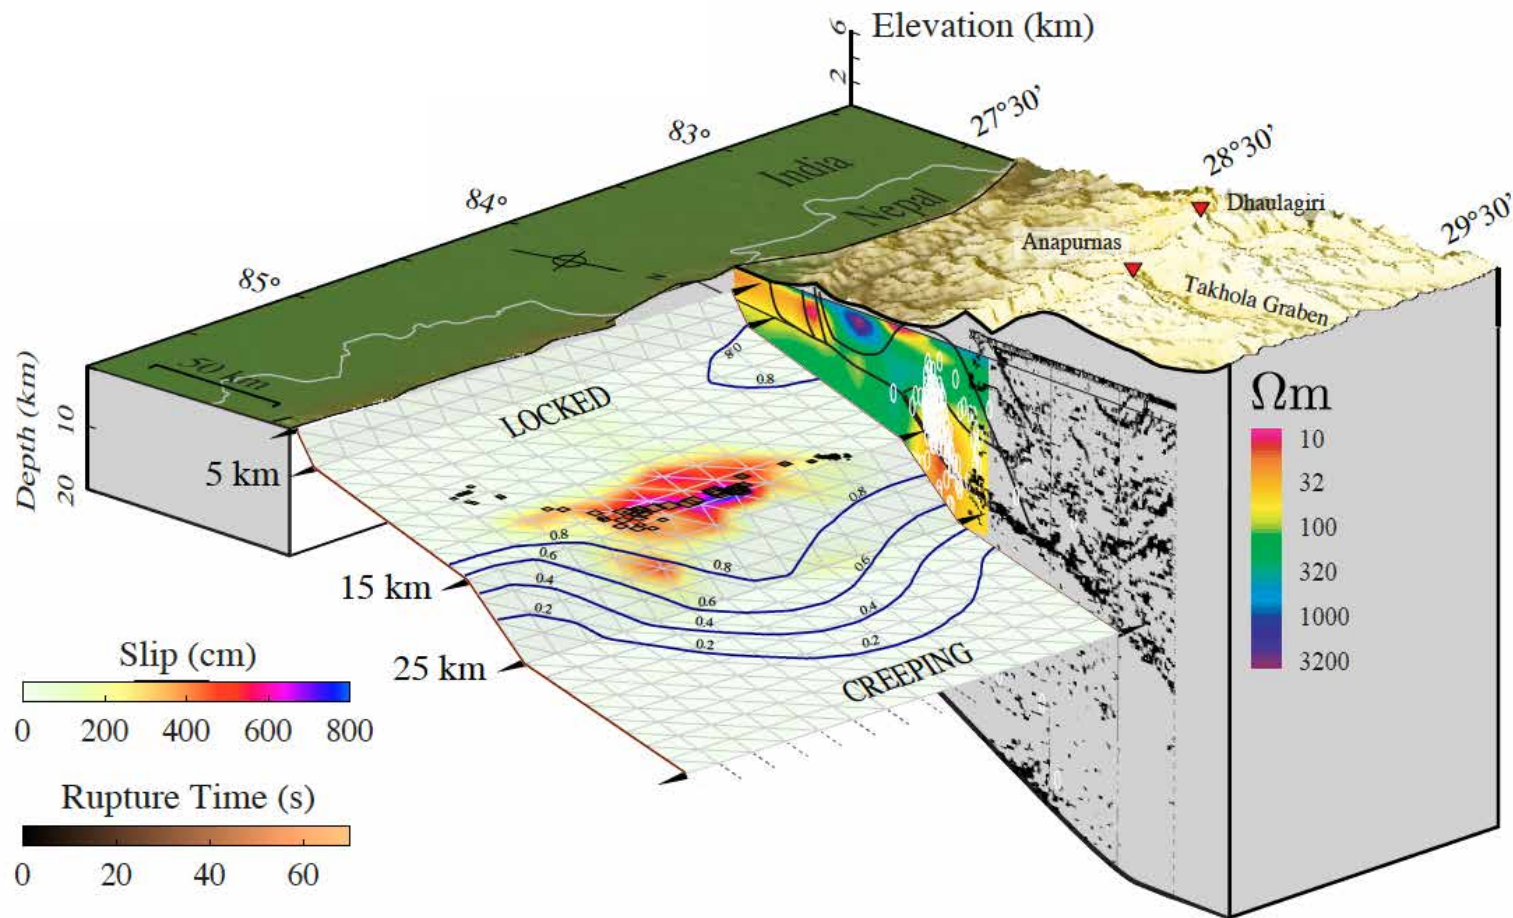 Elevation (km)
6
2
27°30'
83°
28°30'
India
Dhaulagiri
84°
Nepal
29°30'
Anapurnas
85°
Takhola Graben
N
50 km
Depth (km)
10
20
0.8
0.8
LOCKED
5 km
Ωm
10
32
100
320
1000
3200
0.8
0.8
0.6
0.8
0.6
0.4
0.6
0.4
0.2
0.4
0.2
0.2
15 km
25 km
CREEPING
Slip (cm)
0 200 400 600 800
Rupture Time (s)
0 20 40 60